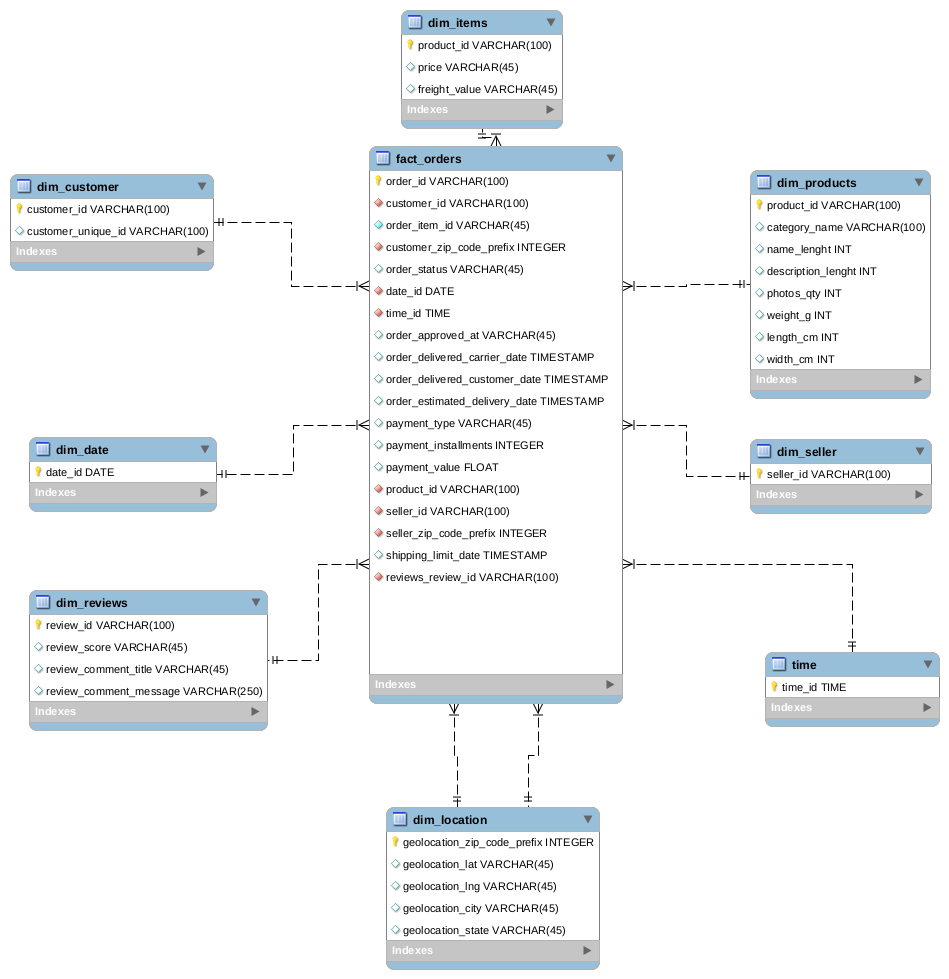 dim_items
product_id VARCHAR(100)
price VARCHAR(45)
freight_value VARCHAR(45)
Indexes
fact_orders
order_id VARCHAR(100)
customer_id VARCHAR(100)
order_item_id VARCHAR(45)
customer_zip_code_prefix INTEGER
order_status VARCHAR(45)
date_id DATE
time_id TIME
order_approved_at VARCHAR(45)
order_delivered_carrier_date TIMESTAMP
order_delivered_customer_date TIMESTAMP
order_estimated_delivery_date TIMESTAMP
payment_type VARCHAR(45)
payment_installments INTEGER
payment_value FLOAT
product_id VARCHAR(100)
seller_id VARCHAR(100)
seller_zip_code_prefix INTEGER
shipping_limit_date TIMESTAMP
reviews_review_id VARCHAR(100)
Indexes
dim_customer
customer_id VARCHAR(100)
customer_unique_id VARCHAR(100)
Indexes
dim_date
date_id DATE
Indexes
dim_reviews
review_id VARCHAR(100)
review_score VARCHAR(45)
review_comment_title VARCHAR(45)
review_comment_message VARCHAR(250)
Indexes
dim_products
product_id VARCHAR(100)
category_name VARCHAR(100)
name_lenght INT
description_lenght INT
photos_qty INT
weight_g INT
length_cm INT
width_cm INT
Indexes
dim_seller
seller_id VARCHAR(100)
Indexes
time
time_id TIME
Indexes
dim_location
geolocation_zip_code_prefix INTEGER
geolocation_lat VARCHAR(45)
geolocation_lng VARCHAR(45)
geolocation_city VARCHAR(45)
geolocation_state VARCHAR(45)
Indexes